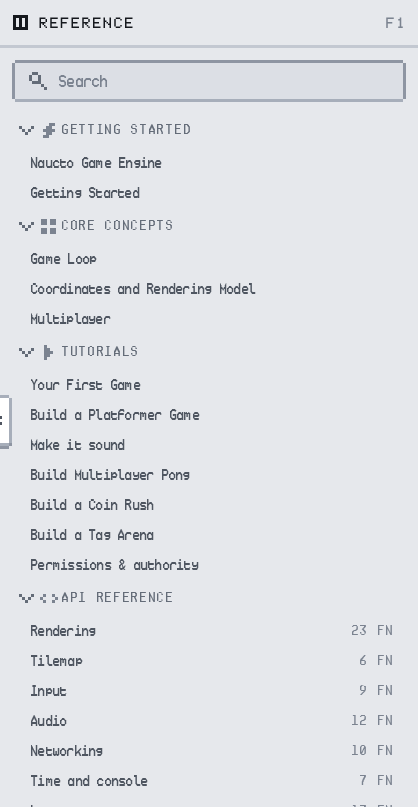 REFERENCE F1
Search
GETTING STARTED
Naucto Game Engine
Getting Started
CORE CONCEPTS
Game Loop
Coordinates and Rendering Model
Multiplayer
TUTORIALS
Your First Game
Build a Platformer Game
Make it sound
Build Multiplayer Pong
Build a Coin Rush
Build a Tag Arena
Permissions & authority
API REFERENCE
Rendering 23 FN
Tilemap 6 FN
Input 9 FN
Audio 12 FN
Networking 10 FN
Time and console 7 FN